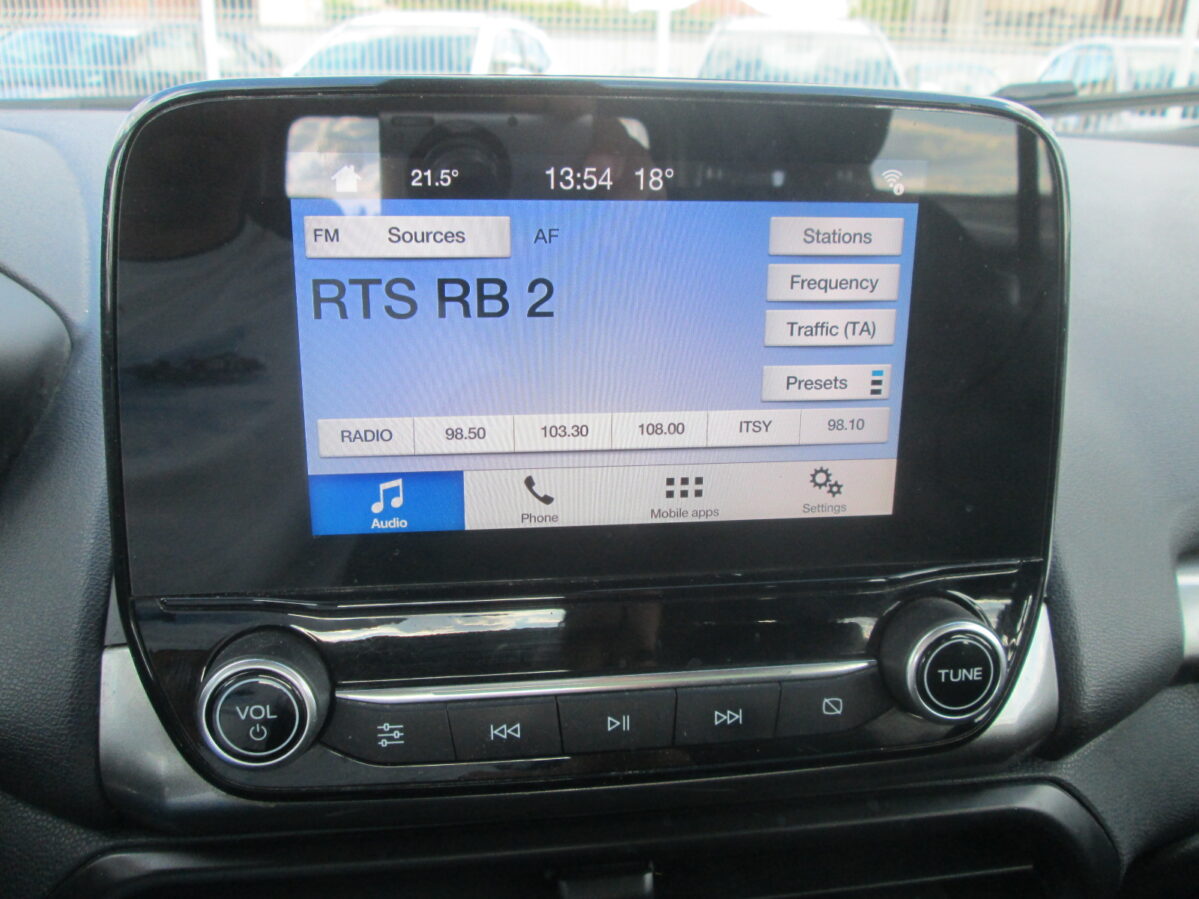 21.5° 13:54 18°
FM Sources AF Stations
RTS RB 2
Frequency
Traffic (TA)
Presets
RADIO 98.50 103.30 108.00 ITSY 98.10
Audio Phone Mobile apps Settings
VOL
TUNE